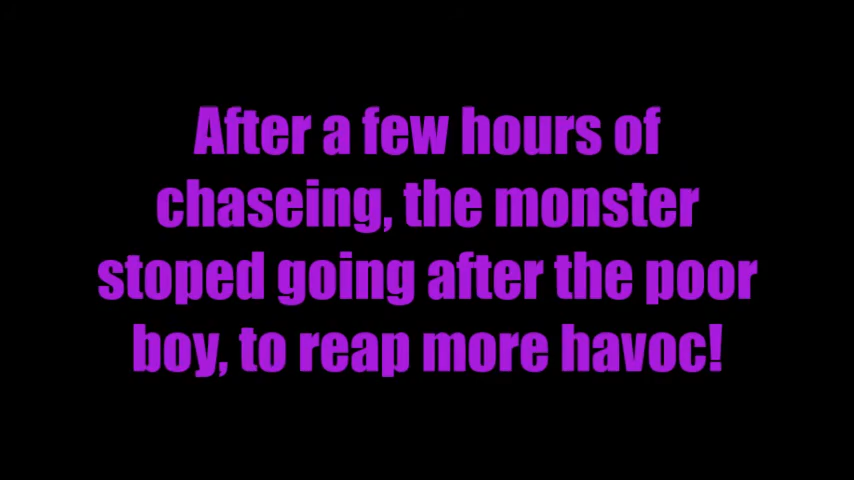 After a few hours of
chaseing, the monster
stoped going after the poor
boy, to reap more havoc!